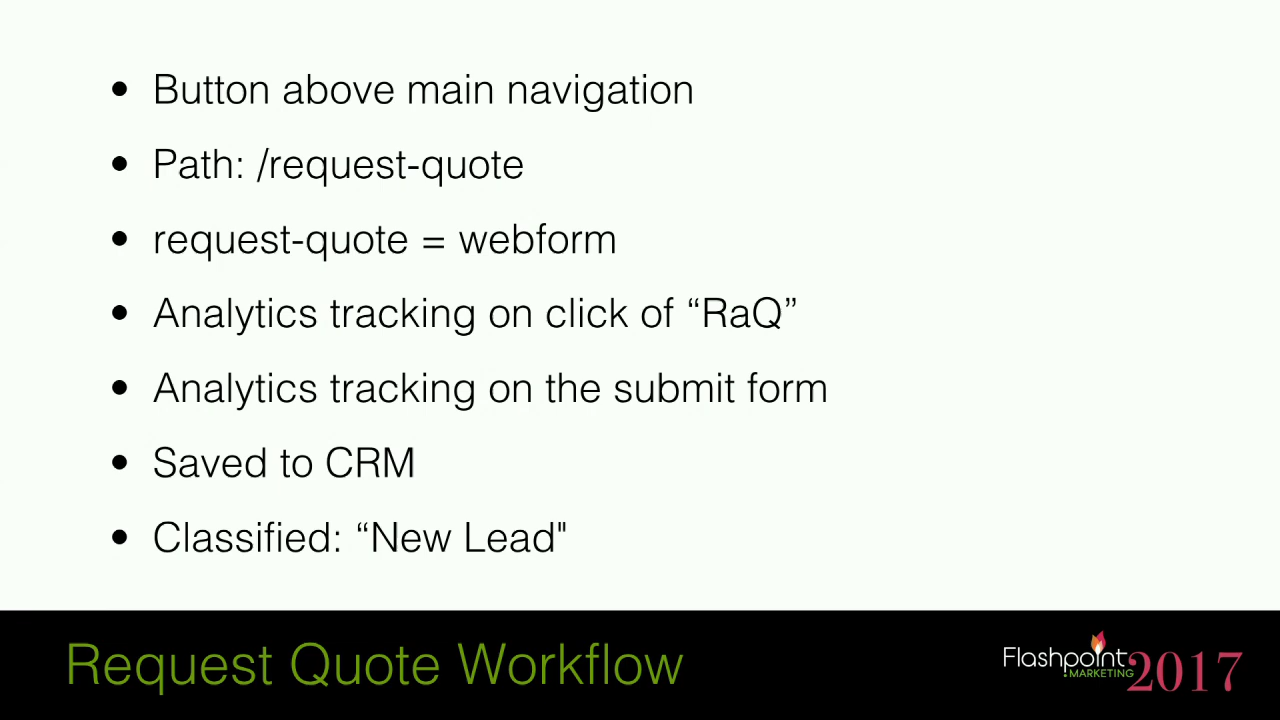 • Button above main navigation
• Path: /request-quote
• request-quote = webform
• Analytics tracking on click of “RaQ”
• Analytics tracking on the submit form
• Saved to CRM
• Classified: “New Lead"
Request Quote Workflow
Flashpoint
MARKETING
2017